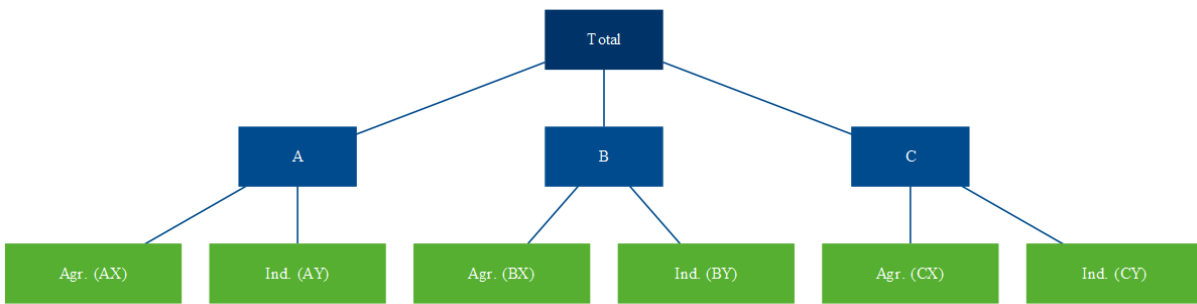 Total
A
B
C
Agr. (AX)
Ind. (AY)
Agr. (BX)
Ind. (BY)
Agr. (CX)
Ind. (CY)